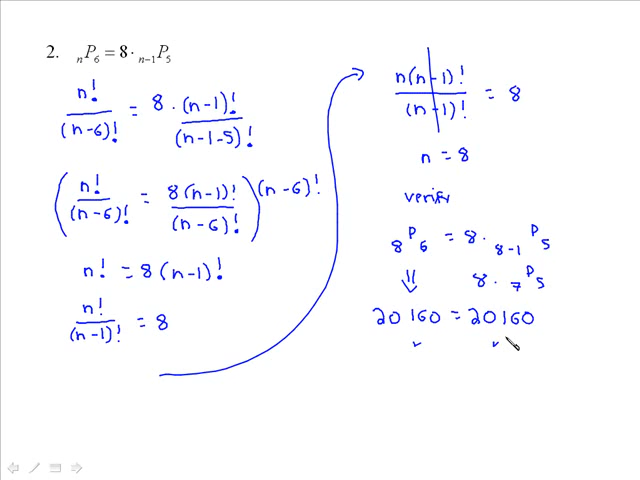 2. ₙP₆ = 8 · ₙ₋₁P₅
n!/(n-6)! = 8 · (n-1)!/(n-1-5)!
(n!/(n-6)! = 8(n-1)!/(n-6)!)(n-6)!
n! = 8(n-1)!
n!/(n-1)! = 8
n(n-1)!/(n-1)! = 8
n = 8
verify
₈P₆ = 8 · ₈₋₁P₅
8 · ₇P₅
20160 = 20160